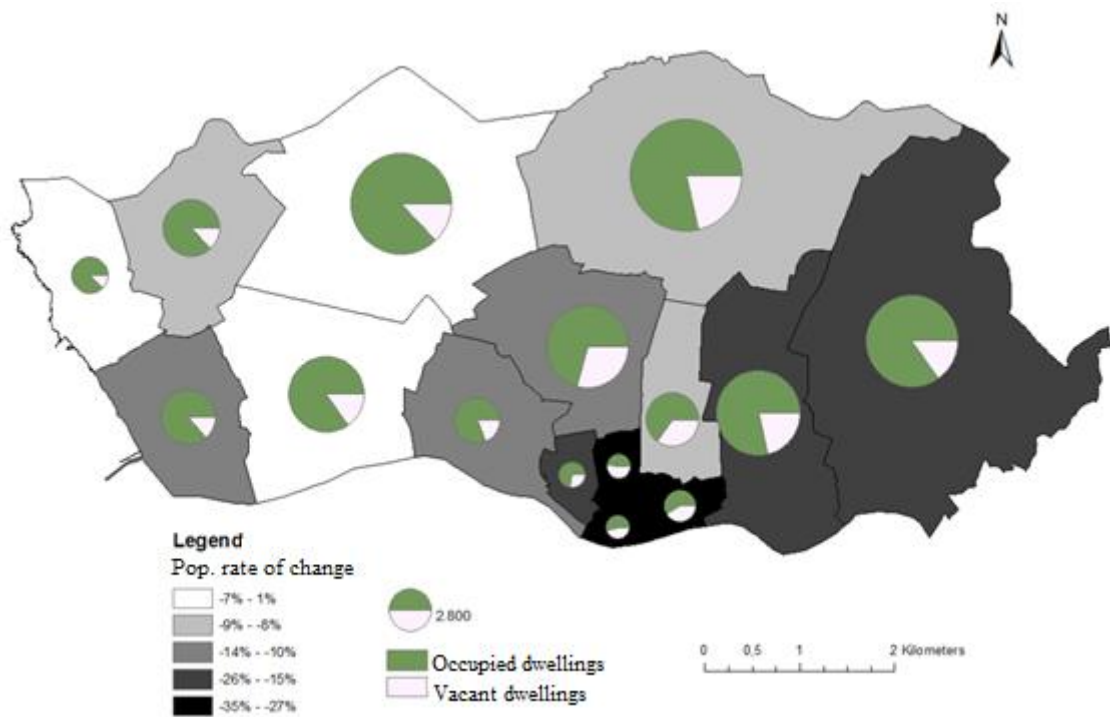 N
Legend
Pop. rate of change
-7% - 1%
-9% - -8%
-14% - -10%
-26% - -15%
-35% - -27%
2.800
Occupied dwellings
Vacant dwellings
0 0,5 1 2 Kilometers